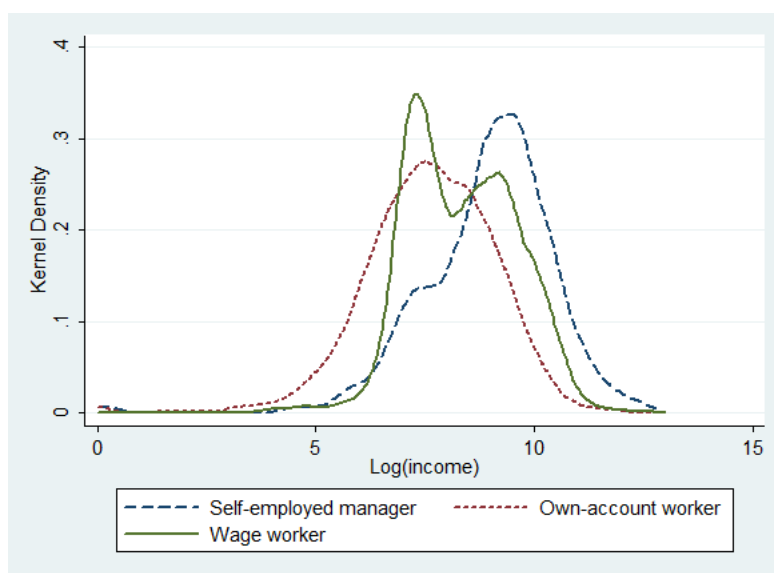 .4
.3
.2
.1
0
Kernel Density
0 5 10 15
Log(income)
Self-employed manager Own-account worker
Wage worker